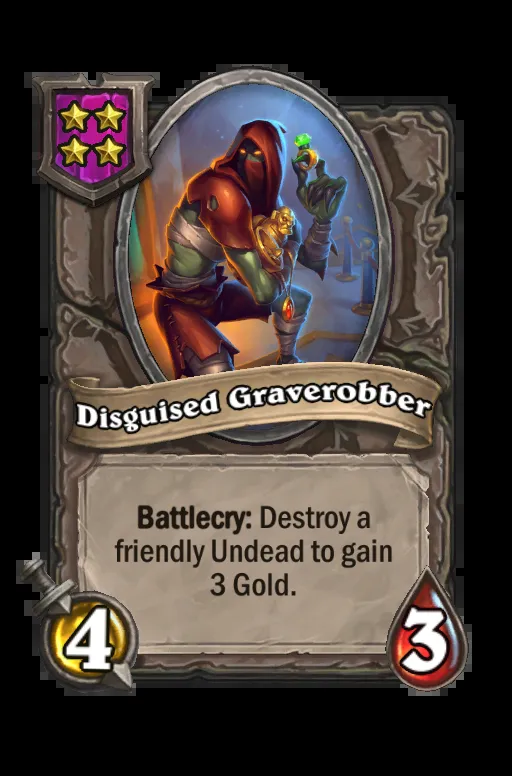 Disguised Graverobber
Battlecry: Destroy a
friendly Undead to gain
3 Gold.
4
3